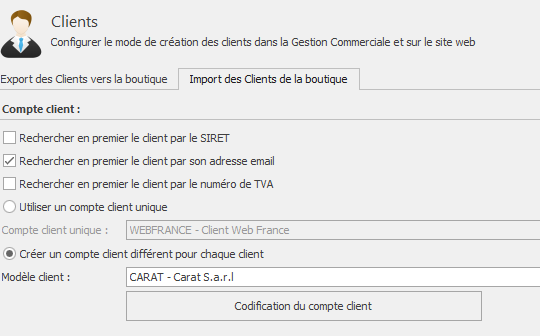 Clients
Configurer le mode de création des clients dans la Gestion Commerciale et sur le site web
Export des Clients vers la boutique
Import des Clients de la boutique
Compte client :
Rechercher en premier le client par le SIRET
Rechercher en premier le client par son adresse email
Rechercher en premier le client par le numéro de TVA
Utiliser un compte client unique
Compte client unique : WEBFRANCE - Client Web France
Créer un compte client différent pour chaque client
Modèle client : CARAT - Carat S.a.r.l
Codification du compte client